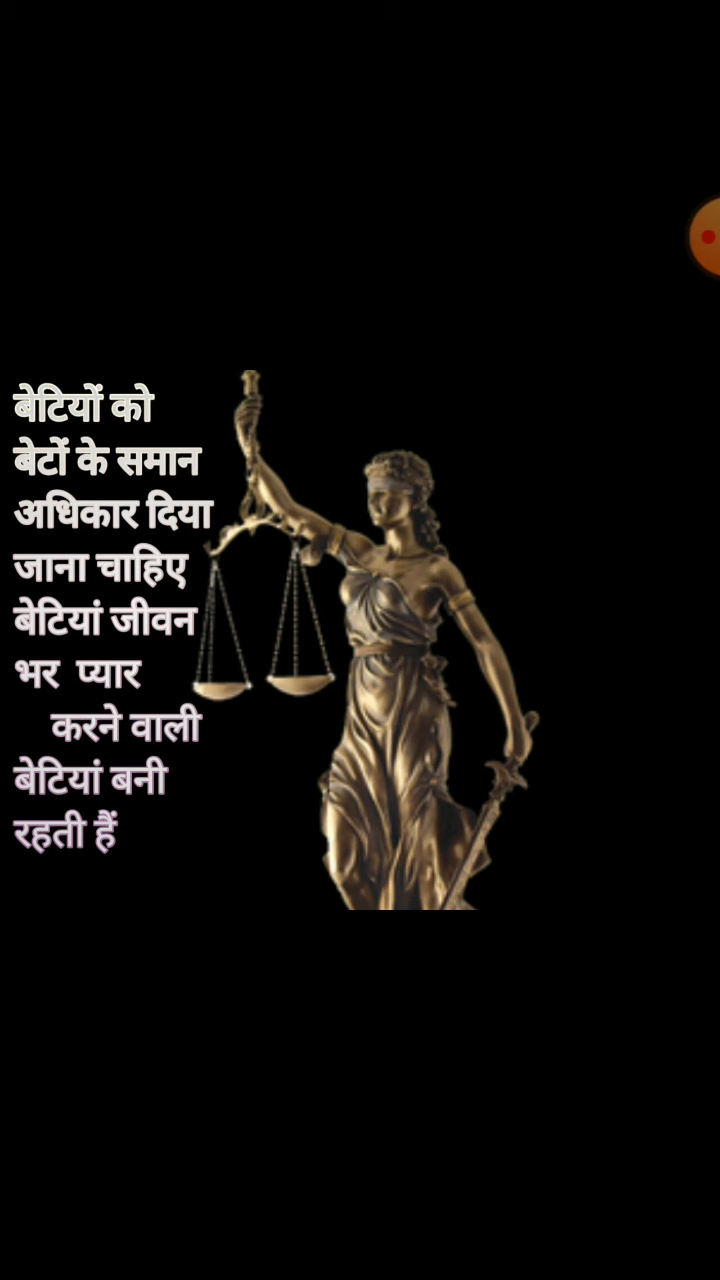 बेटियों को
बेटों के समान
अधिकार दिया
जाना चाहिए
बेटियां जीवन
भर प्यार
करने वाली
बेटियां बनी
रहती हैं